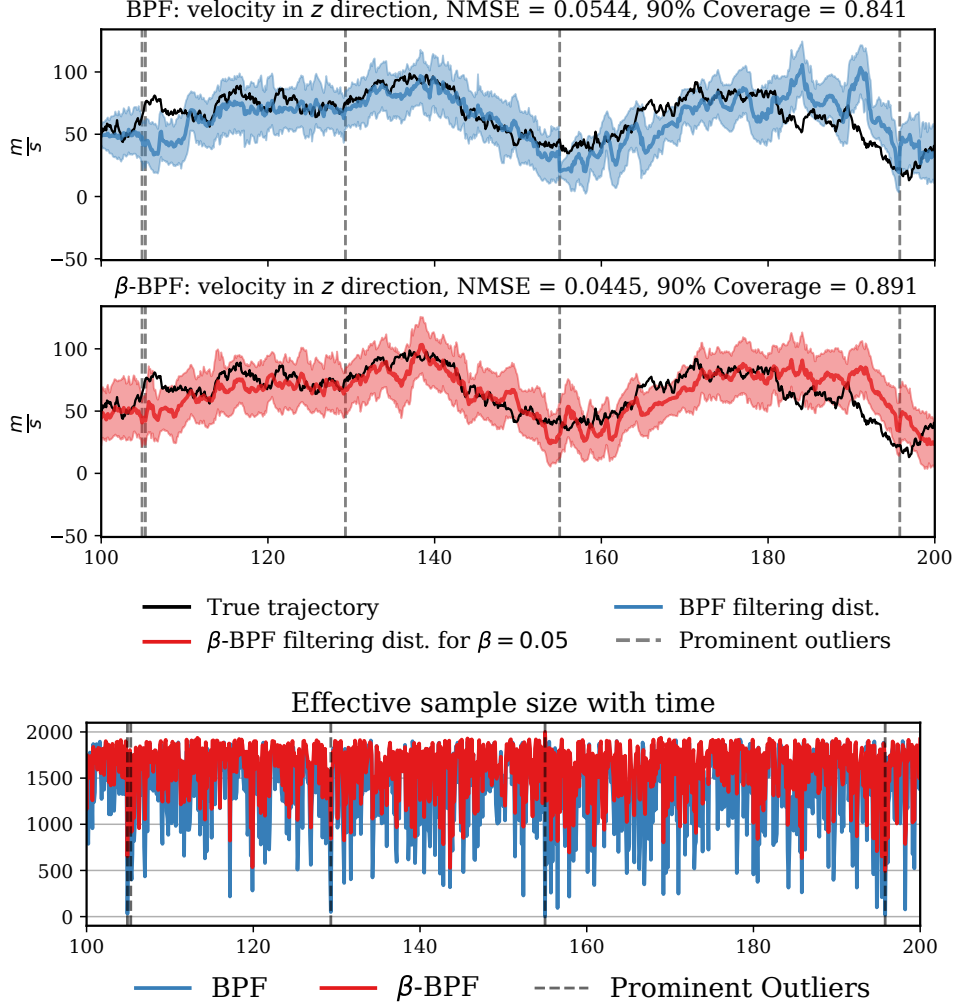 BPF: velocity in z direction, NMSE = 0.0544, 90% Coverage = 0.841
100
50
0
−50
m/s
β-BPF: velocity in z direction, NMSE = 0.0445, 90% Coverage = 0.891
100
50
0
−50
m/s
100 120 140 160 180 200
True trajectory BPF filtering dist.
β-BPF filtering dist. for β = 0.05 Prominent outliers
Effective sample size with time
2000
1500
1000
500
0
100 120 140 160 180 200
BPF β-BPF Prominent Outliers